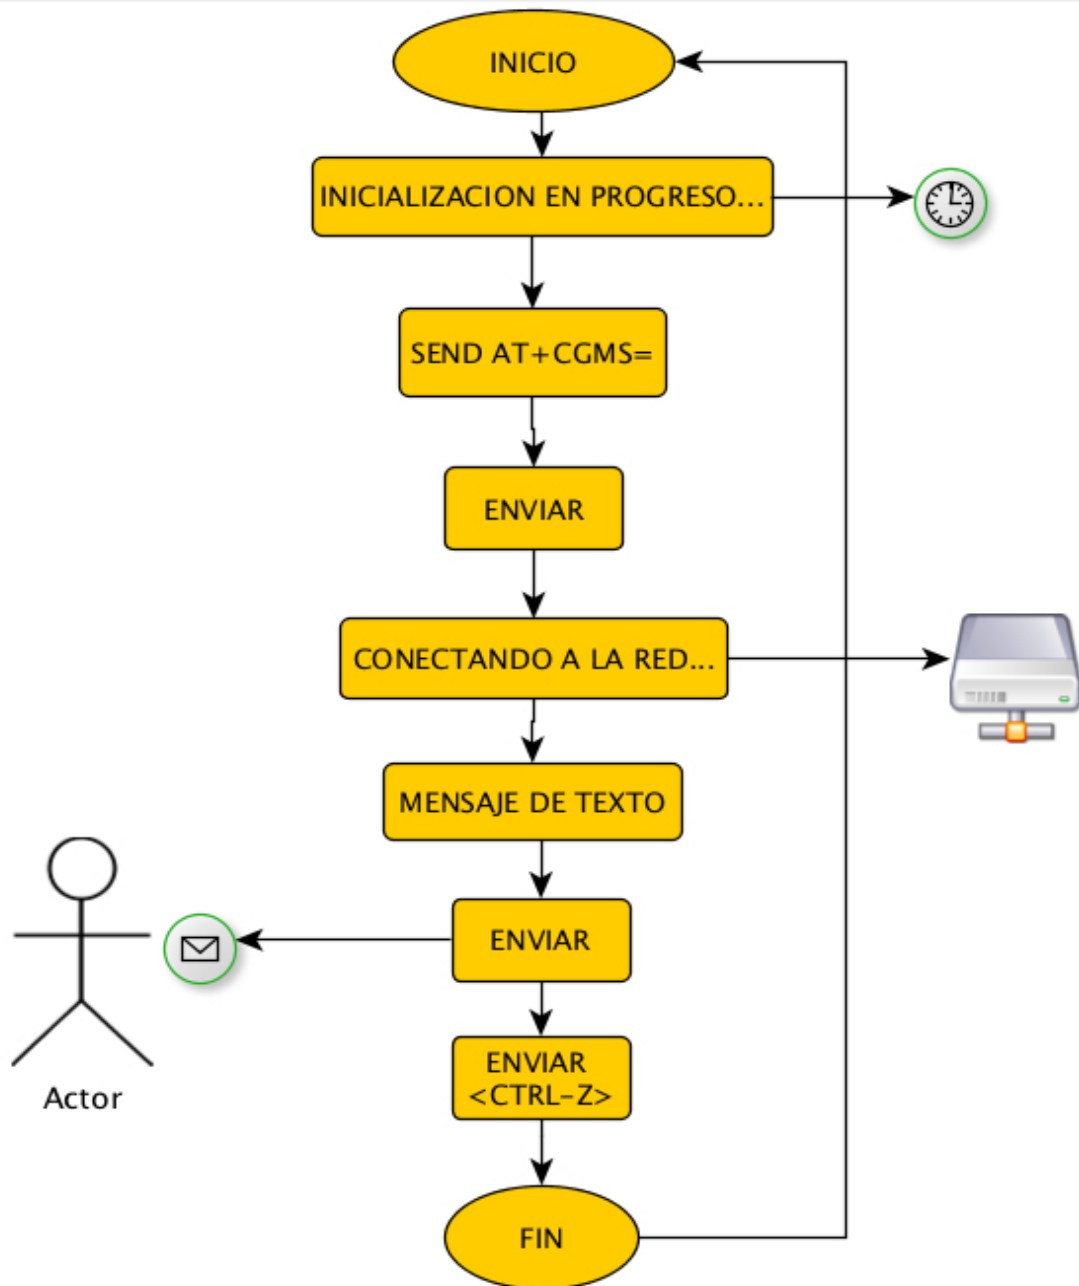 INICIO
INICIALIZACION EN PROGRESO...
SEND AT+CGMS=
ENVIAR
CONECTANDO A LA RED...
MENSAJE DE TEXTO
ENVIAR
ENVIAR
<CTRL-Z>
Actor
FIN